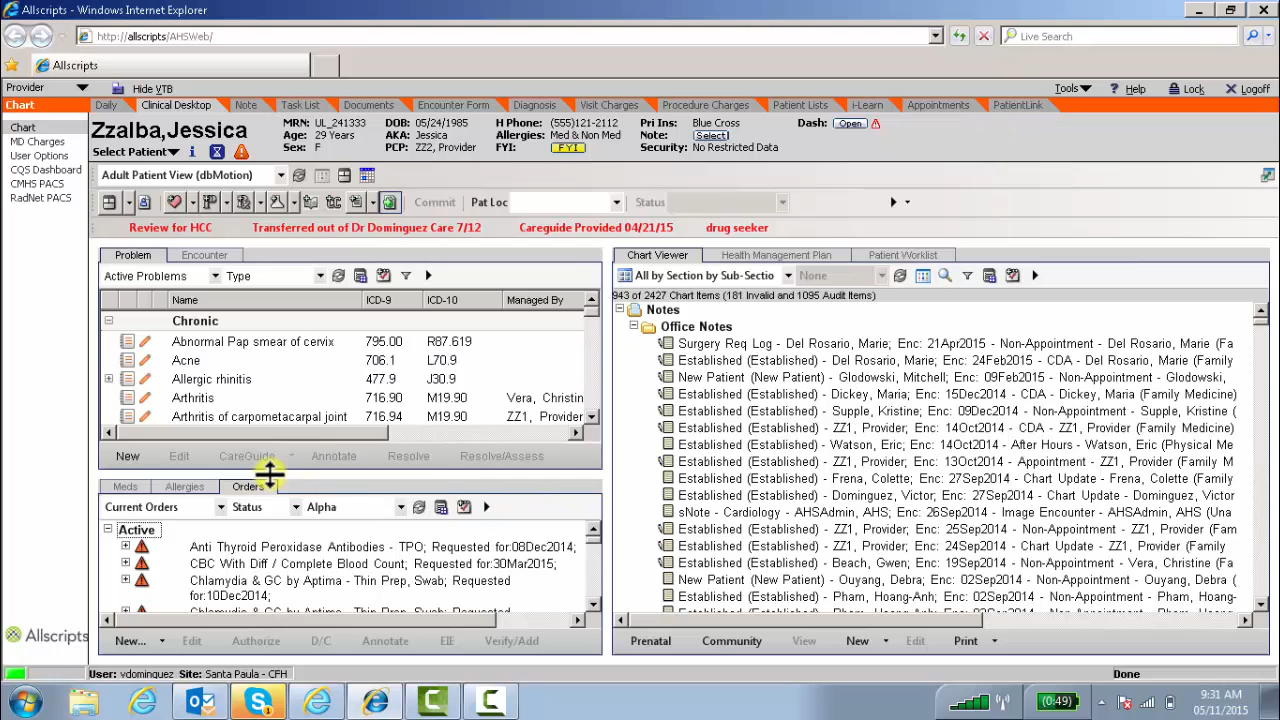 Allscripts - Windows Internet Explorer
http://allscripts/AHSWeb/
Live Search
Allscripts
Provider
Hide VTB
Tools
Help
Lock
Logoff
Chart
Daily
Clinical Desktop
Note
Task List
Documents
Encounter Form
Diagnosis
Visit Charges
Procedure Charges
Patient Lists
i-Learn
Appointments
PatientLink
Chart
MD Charges
User Options
CQS Dashboard
CMHS PACS
RadNet PACS
Zzalba,Jessica
Select Patient
MRN: UL_241333
Age: 29 Years
Sex: F
DOB: 05/24/1985
AKA: Jessica
PCP: ZZ2, Provider
H Phone: (555)121-2112
Allergies: Med & Non Med
FYI: FYI
Pri Ins: Blue Cross
Note: (Select)
Security: No Restricted Data
Dash: Open
Adult Patient View (dbMotion)
Commit
Pat Loc
Status
Review for HCC
Transferred out of Dr Dominguez Care 7/12
Careguide Provided 04/21/15
drug seeker
Problem
Encounter
Active Problems
Type
Name ICD-9 ICD-10 Managed By
Chronic
Abnormal Pap smear of cervix 795.00 R87.619
Acne 706.1 L70.9
Allergic rhinitis 477.9 J30.9
Arthritis 716.90 M19.90 Vera, Christin
Arthritis of carpometacarpal joint 716.94 M19.90 ZZ1, Provider
New Edit CareGuide Annotate Resolve Resolve/Assess
Meds Allergies Orders
Current Orders Status Alpha
Active
Anti Thyroid Peroxidase Antibodies - TPO; Requested for:08Dec2014;
CBC With Diff / Complete Blood Count; Requested for:30Mar2015;
Chlamydia & GC by Aptima - Thin Prep, Swab; Requested
for:10Dec2014;
Chlamydia & GC by Aptima - Thin Prep, Swab; Requested
New... Edit Authorize D/C Annotate EIE Verify/Add
Chart Viewer
Health Management Plan
Patient Worklist
All by Section by Sub-Sectio
None
943 of 2427 Chart Items (181 Invalid and 1095 Audit Items)
Notes
Office Notes
Surgery Req Log - Del Rosario, Marie; Enc: 21Apr2015 - Non-Appointment - Del Rosario, Marie (Fa
Established (Established) - Del Rosario, Marie; Enc: 24Feb2015 - CDA - Del Rosario, Marie (Family
New Patient (New Patient) - Glodowski, Mitchell; Enc: 09Feb2015 - Non-Appointment - Glodowski,
Established (Established) - Dickey, Maria; Enc: 15Dec2014 - CDA - Dickey, Maria (Family Medicine)
Established (Established) - Supple, Kristine; Enc: 09Dec2014 - Non-Appointment - Supple, Kristine (
Established (Established) - ZZ1, Provider; Enc: 14Oct2014 - CDA - ZZ1, Provider (Family Medicine)
Established (Established) - Watson, Eric; Enc: 14Oct2014 - After Hours - Watson, Eric (Physical Me
Established (Established) - ZZ1, Provider; Enc: 13Oct2014 - Appointment - ZZ1, Provider (Family M
Established (Established) - Frena, Colette; Enc: 27Sep2014 - Chart Update - Frena, Colette (Family
Established (Established) - Dominguez, Victor; Enc: 27Sep2014 - Chart Update - Dominguez, Victor
sNote - Cardiology - AHSAdmin, AHS; Enc: 26Sep2014 - Image Encounter - AHSAdmin, AHS (Una
Established (Established) - ZZ1, Provider; Enc: 25Sep2014 - Non-Appointment - ZZ1, Provider (Fam
Established (Established) - ZZ1, Provider; Enc: 24Sep2014 - Chart Update - ZZ1, Provider (Family
Established (Established) - Beach, Gwen; Enc: 19Sep2014 - Non-Appointment - Vera, Christine (Fa
New Patient (New Patient) - Ouyang, Debra; Enc: 02Sep2014 - Non-Appointment - Ouyang, Debra (
Established (Established) - Pham, Hoang-Anh; Enc: 02Sep2014 - Non-Appointment - Pham, Hoang-
Prenatal Community View New Edit Print
Allscripts
User: vdominguez Site: Santa Paula - CFH
Done
(0:49)
9:31 AM
05/11/2015